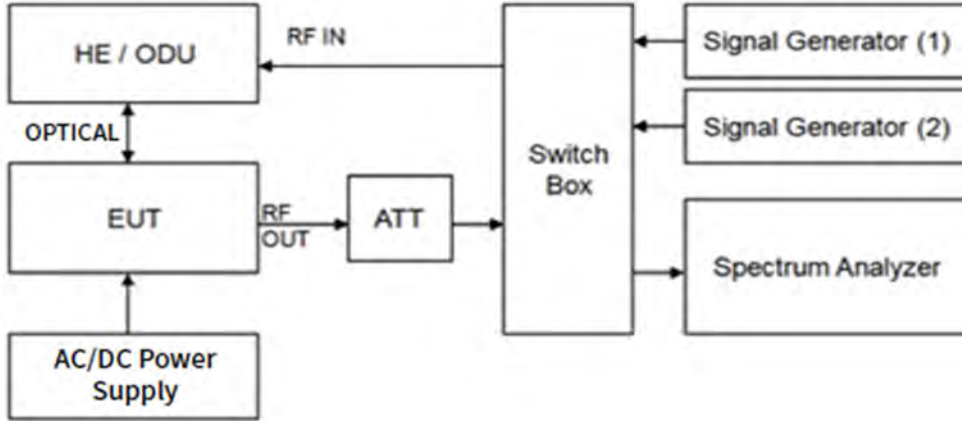 HE / ODU
RF IN
Signal Generator (1)
OPTICAL
Signal Generator (2)
Switch
Box
EUT
RF
OUT
ATT
Spectrum Analyzer
AC/DC Power
Supply